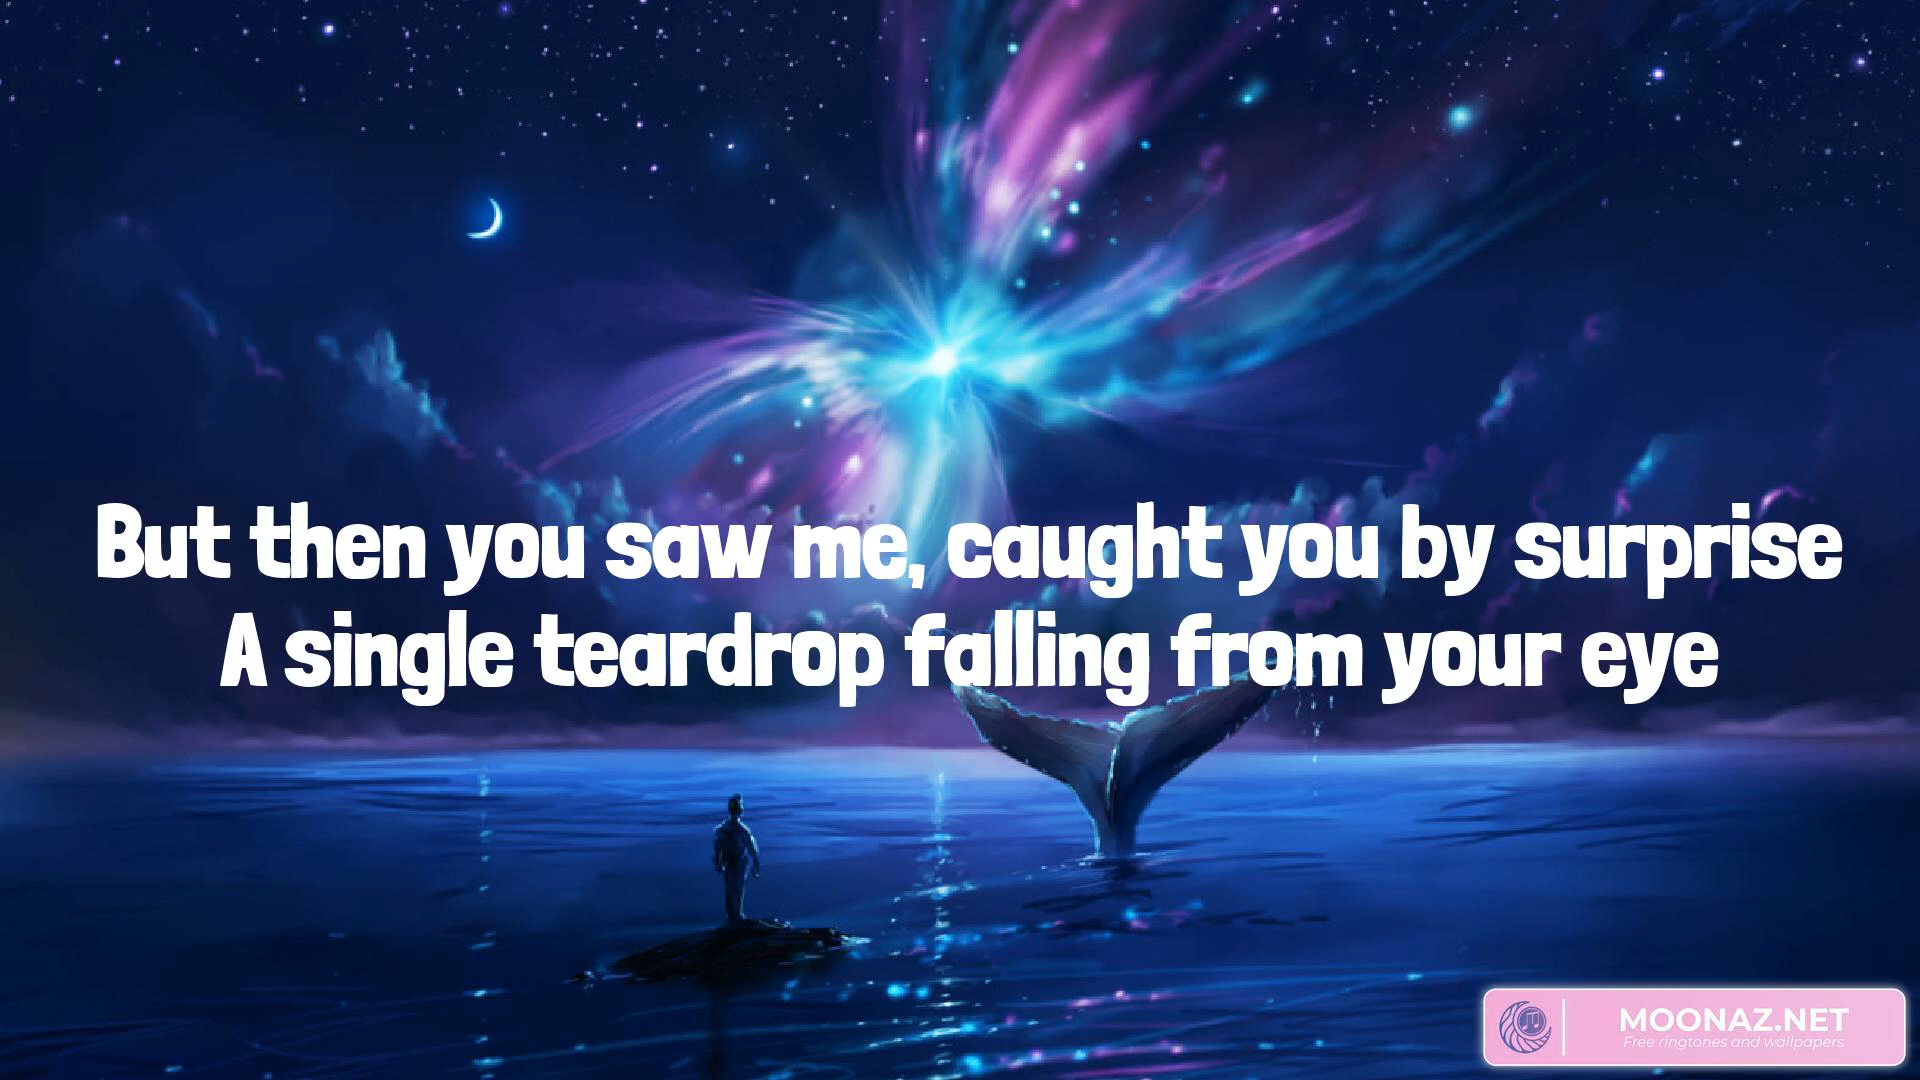 But then you saw me, caught you by surprise
A single teardrop falling from your eye
MOONAZ.NET
Free ringtones and wallpapers